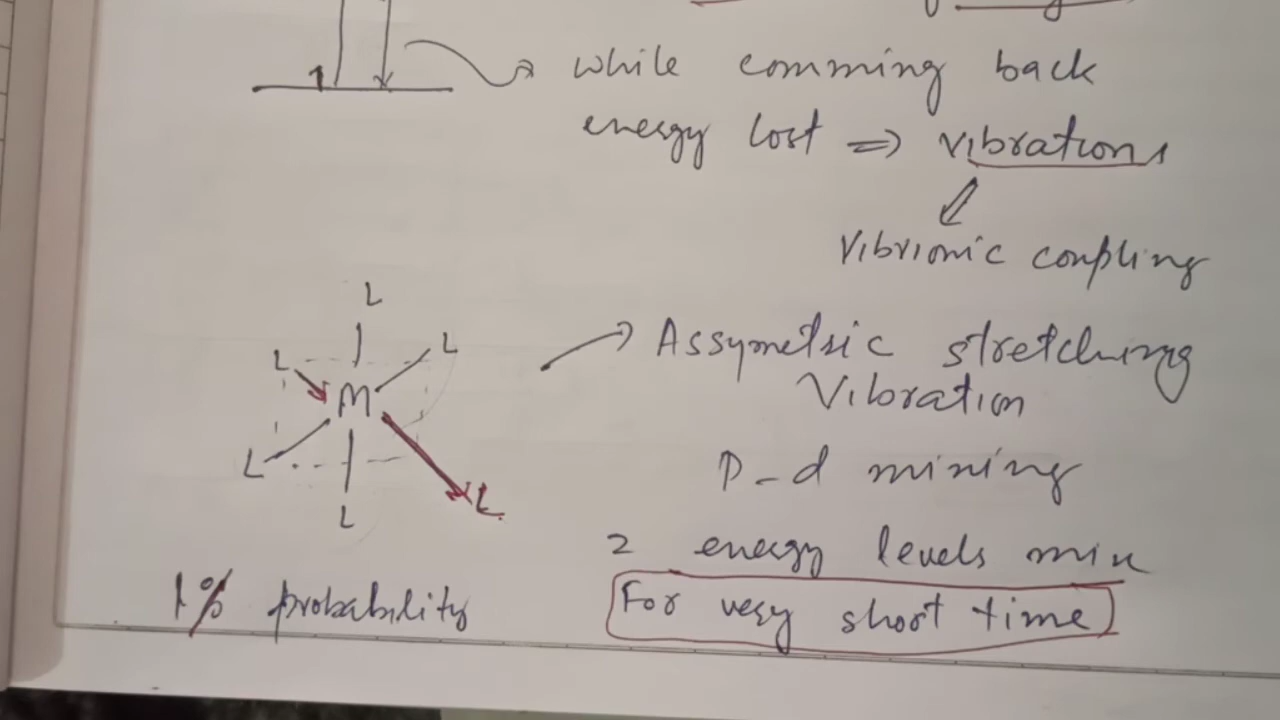 while comming back
energy lost ⇒ vibrations
Vibrionic coupling
L
L L
M
L
L
L
Assymetric stretching
Vibration
P-d mixing
2 energy levels mix
1% probability
For very short time